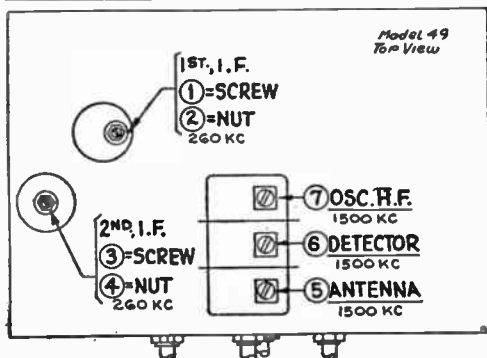 Model 49
Top View
1ST., I.F.
①=SCREW
②=NUT
260 KC
2ND, I.F.
③=SCREW
④=NUT
260 KC
⑦ OSC. H.F.
1500 KC
⑥ DETECTOR
1500 KC
⑤ ANTENNA
1500 KC